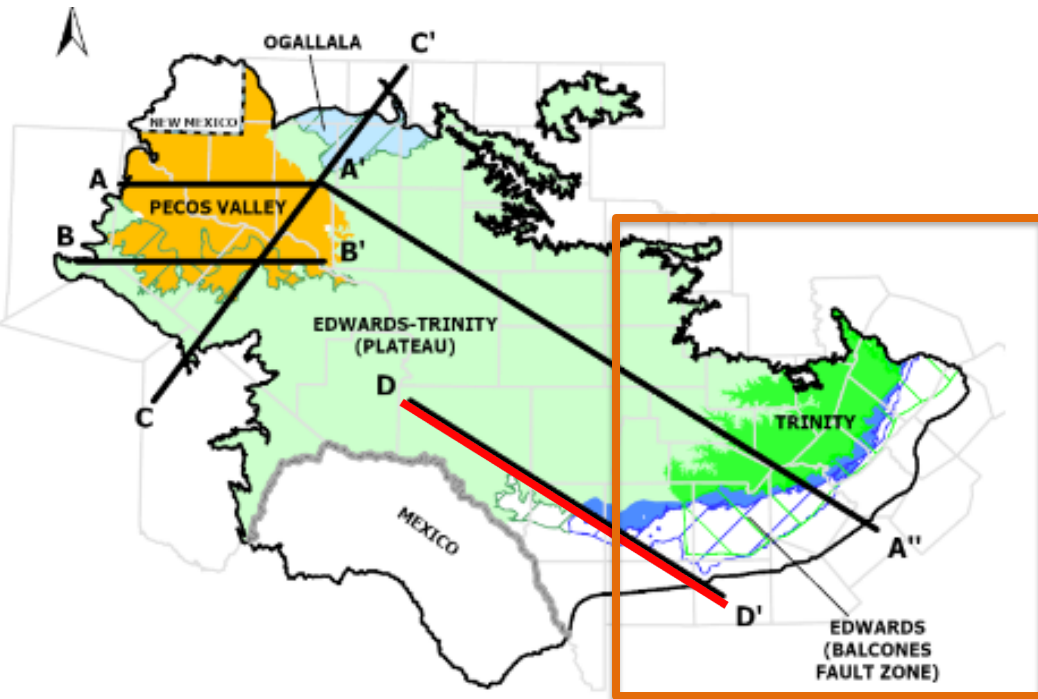 OGALLALA
C'
NEW MEXICO
A
A'
PECOS VALLEY
B
B'
EDWARDS-TRINITY
(PLATEAU)
D
C
TRINITY
MEXICO
A''
D'
EDWARDS
(BALCONES
FAULT ZONE)